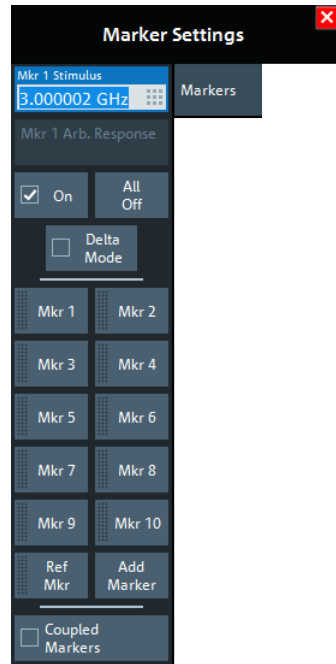 Marker Settings
Mkr 1 Stimulus
3.000002 GHz
Markers
Mkr 1 Arb. Response
On
All
Off
Delta
Mode
Mkr 1
Mkr 2
Mkr 3
Mkr 4
Mkr 5
Mkr 6
Mkr 7
Mkr 8
Mkr 9
Mkr 10
Ref
Mkr
Add
Marker
Coupled
Markers